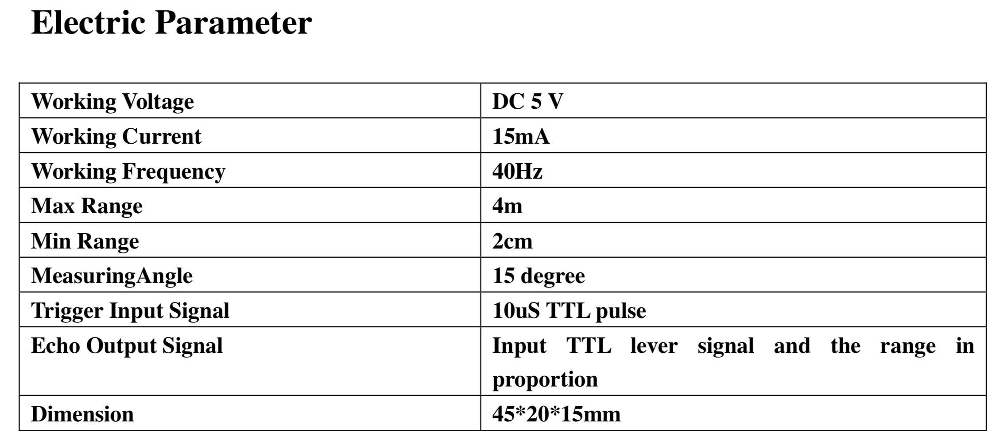 Electric Parameter
Working Voltage DC 5 V
Working Current 15mA
Working Frequency 40Hz
Max Range 4m
Min Range 2cm
MeasuringAngle 15 degree
Trigger Input Signal 10uS TTL pulse
Echo Output Signal Input TTL lever signal and the range in
proportion
Dimension 45*20*15mm